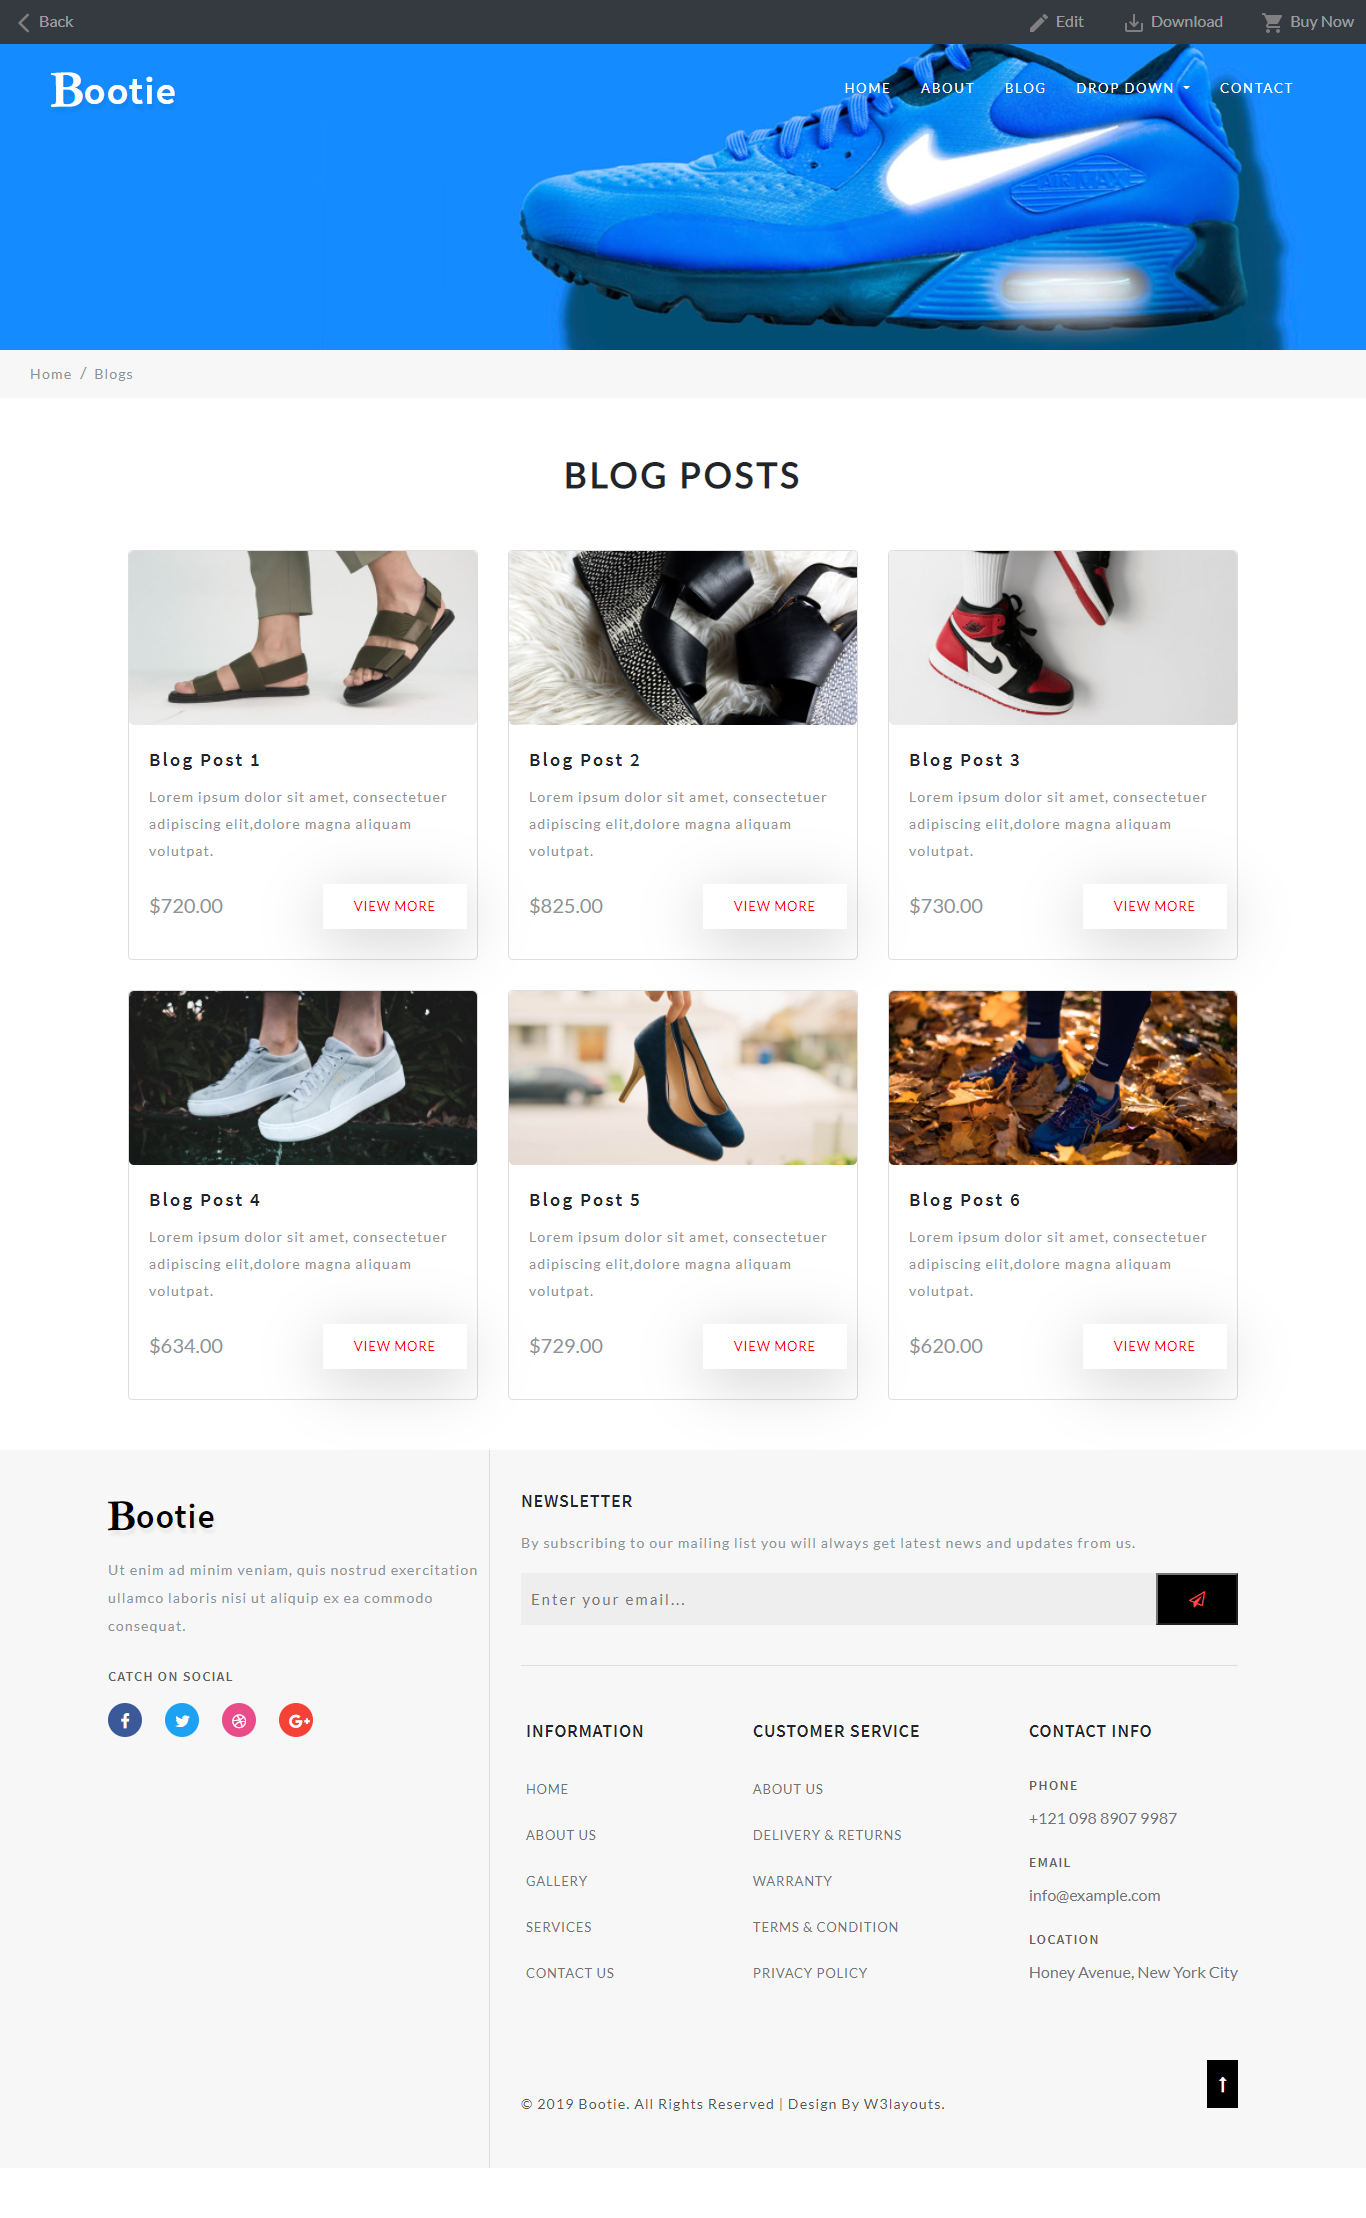 Back
Edit
Download
Buy Now
Bootie
HOME
ABOUT
BLOG
DROP DOWN
CONTACT
AIR MAX
Home / Blogs
BLOG POSTS
Blog Post 1
Lorem ipsum dolor sit amet, consectetuer
adipiscing elit,dolore magna aliquam
volutpat.
$720.00
VIEW MORE
Blog Post 2
Lorem ipsum dolor sit amet, consectetuer
adipiscing elit,dolore magna aliquam
volutpat.
$825.00
VIEW MORE
Blog Post 3
Lorem ipsum dolor sit amet, consectetuer
adipiscing elit,dolore magna aliquam
volutpat.
$730.00
VIEW MORE
Blog Post 4
Lorem ipsum dolor sit amet, consectetuer
adipiscing elit,dolore magna aliquam
volutpat.
$634.00
VIEW MORE
Blog Post 5
Lorem ipsum dolor sit amet, consectetuer
adipiscing elit,dolore magna aliquam
volutpat.
$729.00
VIEW MORE
Blog Post 6
Lorem ipsum dolor sit amet, consectetuer
adipiscing elit,dolore magna aliquam
volutpat.
$620.00
VIEW MORE
Bootie
Ut enim ad minim veniam, quis nostrud exercitation
ullamco laboris nisi ut aliquip ex ea commodo
consequat.
CATCH ON SOCIAL
NEWSLETTER
By subscribing to our mailing list you will always get latest news and updates from us.
Enter your email...
INFORMATION
HOME
ABOUT US
GALLERY
SERVICES
CONTACT US
CUSTOMER SERVICE
ABOUT US
DELIVERY & RETURNS
WARRANTY
TERMS & CONDITION
PRIVACY POLICY
CONTACT INFO
PHONE
+121 098 8907 9987
EMAIL
info@example.com
LOCATION
Honey Avenue, New York City
© 2019 Bootie. All Rights Reserved | Design By W3layouts.